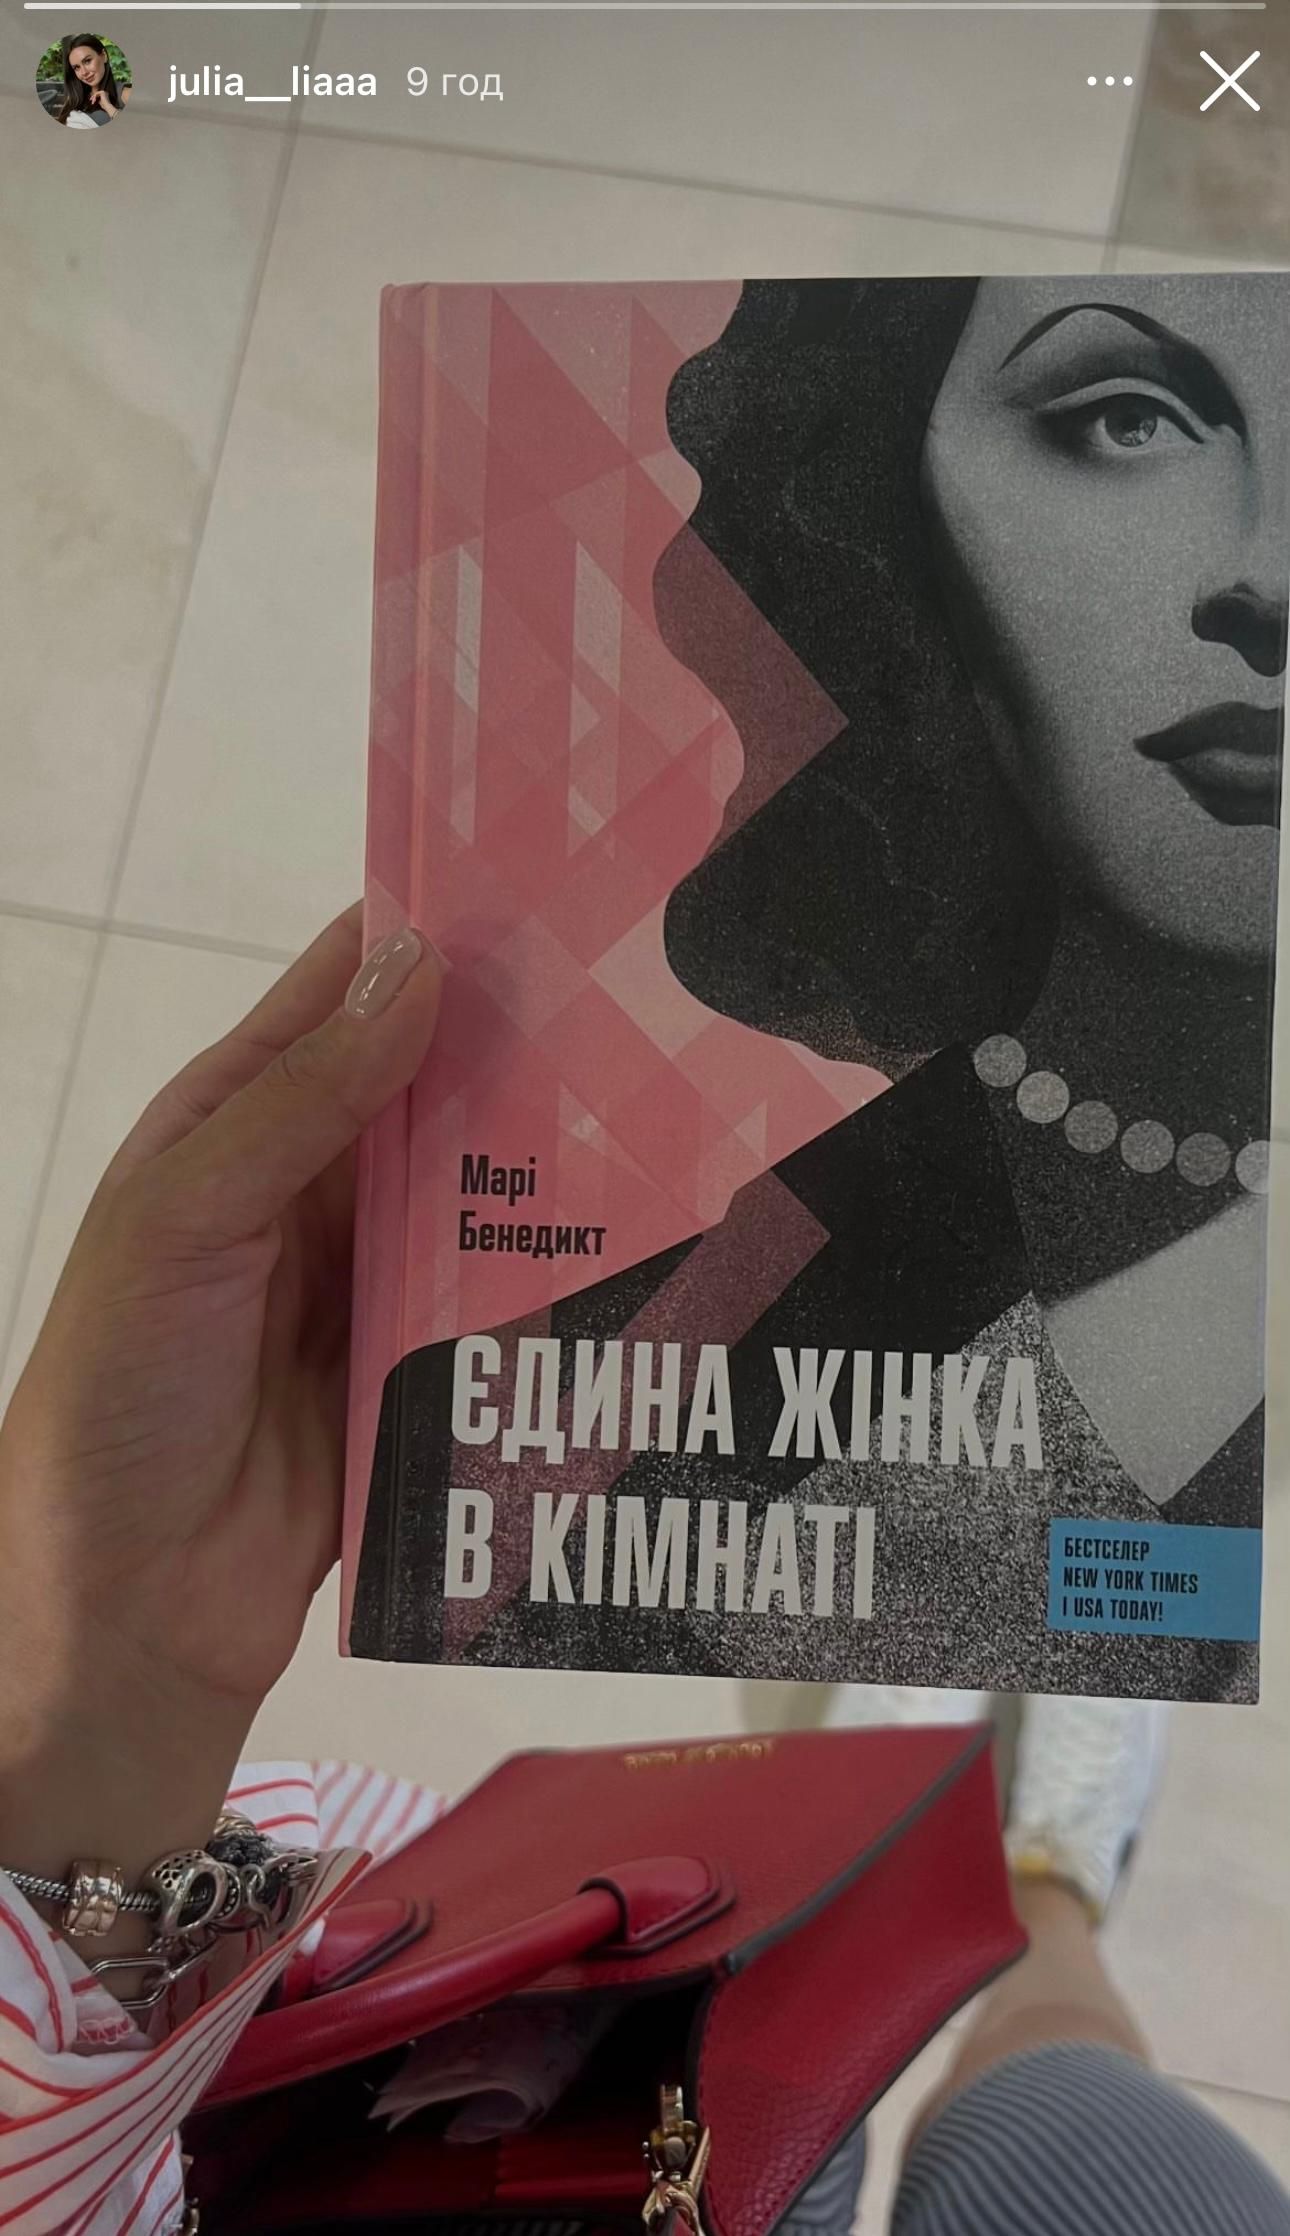 julia__liaaa 9 год
Марі
Бенедикт
ЄДИНА ЖІНКА
В КІМНАТІ
БЕСТСЕЛЕР
NEW YORK TIMES
І USA TODAY!